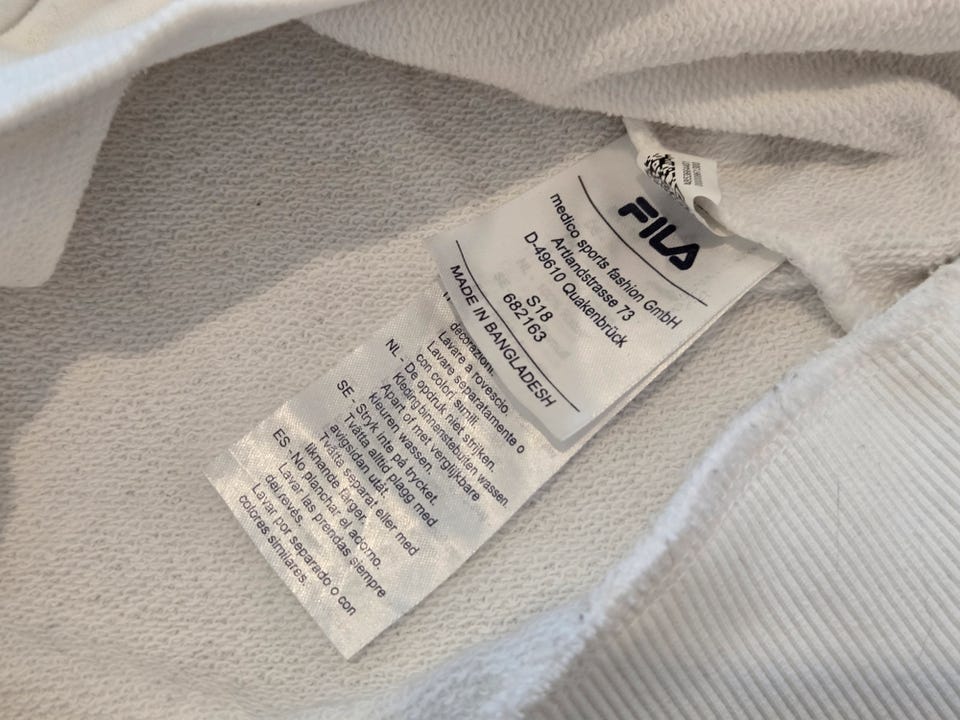 FILA
medico sports fashion GmbH
Artlandstrasse 73
D-49610 Quakenbrück
S18
682163
MADE IN BANGLADESH
decorazioni.
Lavare a rovescio.
Lavare separatamente o
con colori simili.
NL - De opdruk niet strijken.
Kleding binnenstebuiten wassen.
Apart of met verglijkbare
kleuren wassen.
SE - Stryk inte på trycket.
Tvätta alltid plagg med
avigsidan utåt.
Tvätta separat eller med
liknande färger.
ES - No planchar el adorno.
Lavar las prendas siempre
del revés.
Lavar por separado o con
colores similares.